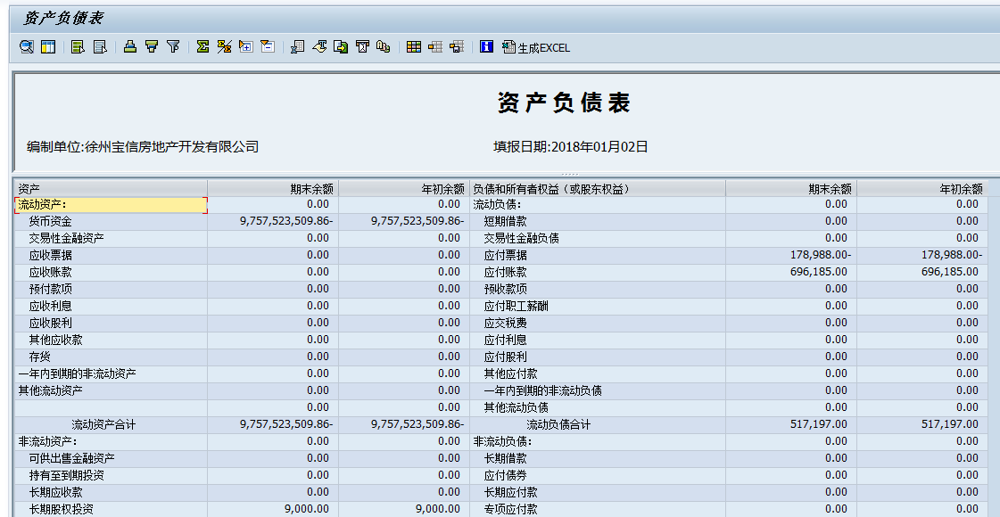 资产负债表
生成EXCEL
资产负债表
编制单位:徐州宝信房地产开发有限公司 填报日期:2018年01月02日
资产 期末余额 年初余额 负债和所有者权益（或股东权益） 期末余额 年初余额
流动资产: 0.00 0.00 流动负债: 0.00 0.00
货币资金 9,757,523,509.86- 9,757,523,509.86- 短期借款 0.00 0.00
交易性金融资产 0.00 0.00 交易性金融负债 0.00 0.00
应收票据 0.00 0.00 应付票据 178,988.00- 178,988.00-
应收账款 0.00 0.00 应付账款 696,185.00 696,185.00
预付款项 0.00 0.00 预收款项 0.00 0.00
应收利息 0.00 0.00 应付职工薪酬 0.00 0.00
应收股利 0.00 0.00 应交税费 0.00 0.00
其他应收款 0.00 0.00 应付利息 0.00 0.00
存货 0.00 0.00 应付股利 0.00 0.00
一年内到期的非流动资产 0.00 0.00 其他应付款 0.00 0.00
其他流动资产 0.00 0.00 一年内到期的非流动负债 0.00 0.00
0.00 0.00 其他流动负债 0.00 0.00
流动资产合计 9,757,523,509.86- 9,757,523,509.86- 流动负债合计 517,197.00 517,197.00
非流动资产: 0.00 0.00 非流动负债: 0.00 0.00
可供出售金融资产 0.00 0.00 长期借款 0.00 0.00
持有至到期投资 0.00 0.00 应付债券 0.00 0.00
长期应收款 0.00 0.00 长期应付款 0.00 0.00
长期股权投资 9,000.00 9,000.00 专项应付款 0.00 0.00